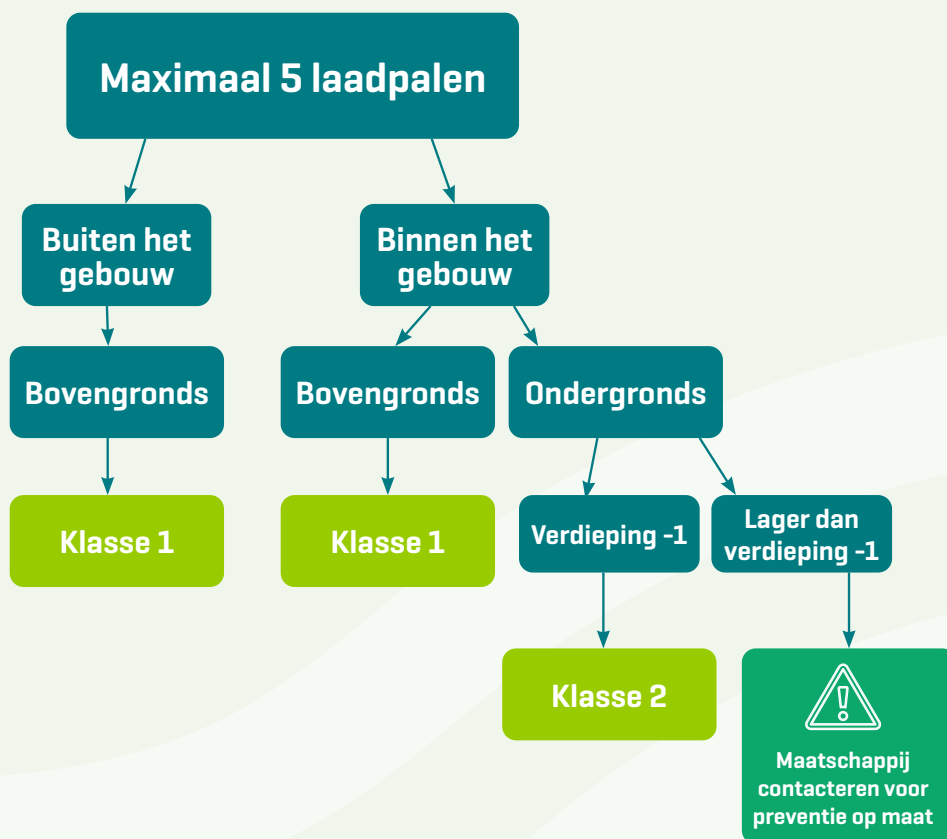 Maximaal 5 laadpalen
Buiten het
gebouw
Binnen het
gebouw
Bovengronds
Bovengronds
Ondergronds
Klasse 1
Klasse 1
Verdieping -1
Lager dan
verdieping -1
Klasse 2
Maatschappij
contacteren voor
preventie op maat